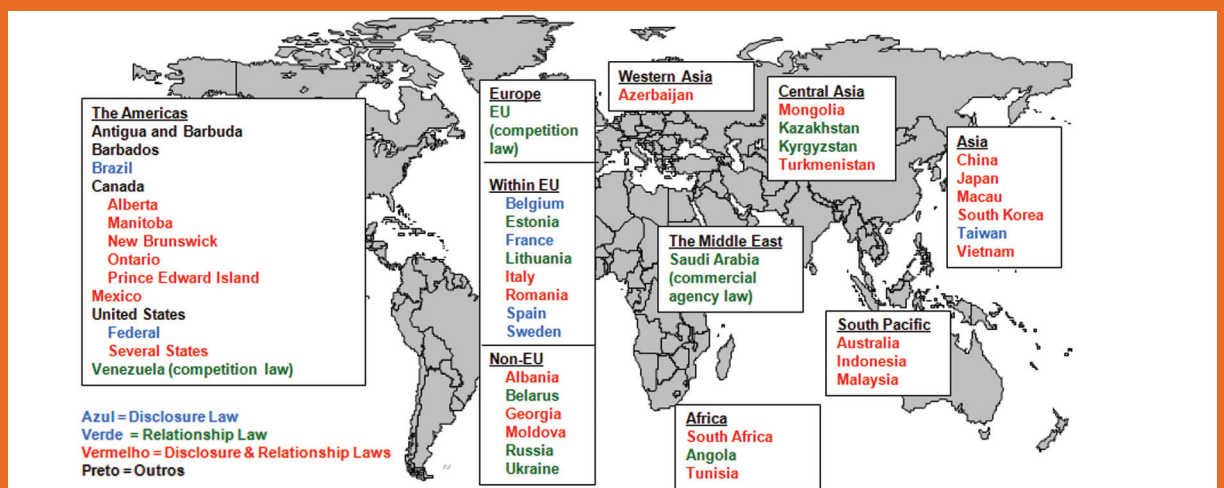 The Americas
Antigua and Barbuda
Barbados
Brazil
Canada
Alberta
Manitoba
New Brunswick
Ontario
Prince Edward Island
Mexico
United States
Federal
Several States
Venezuela (competition law)
Azul = Disclosure Law
Verde = Relationship Law
Vermelho = Disclosure & Relationship Laws
Preto = Outros
Europe
EU
(competition
law)
Within EU
Belgium
Estonia
France
Lithuania
Italy
Romania
Spain
Sweden
Non-EU
Albania
Belarus
Georgia
Moldova
Russia
Ukraine
Western Asia
Azerbaijan
The Middle East
Saudi Arabia
(commercial
agency law)
Africa
South Africa
Angola
Tunisia
Central Asia
Mongolia
Kazakhstan
Kyrgyzstan
Turkmenistan
South Pacific
Australia
Indonesia
Malaysia
Asia
China
Japan
Macau
South Korea
Taiwan
Vietnam